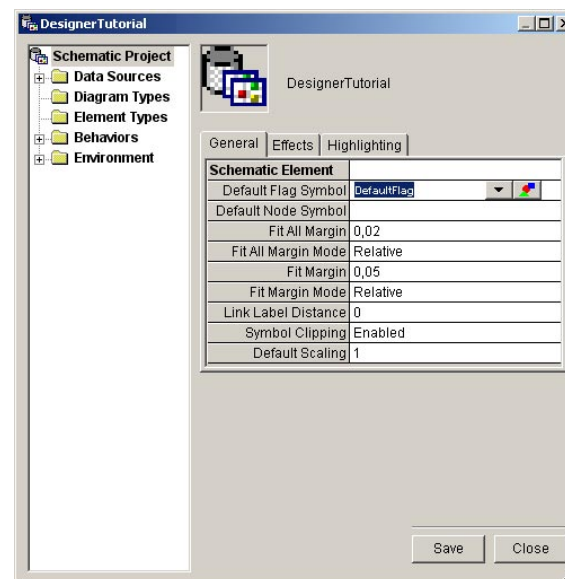 DesignerTutorial
Schematic Project
Data Sources
Diagram Types
Element Types
Behaviors
Environment
DesignerTutorial
General Effects Highlighting
Schematic Element
Default Flag Symbol DefaultFlag
Default Node Symbol
Fit All Margin 0,02
Fit All Margin Mode Relative
Fit Margin 0,05
Fit Margin Mode Relative
Link Label Distance 0
Symbol Clipping Enabled
Default Scaling 1
Save Close